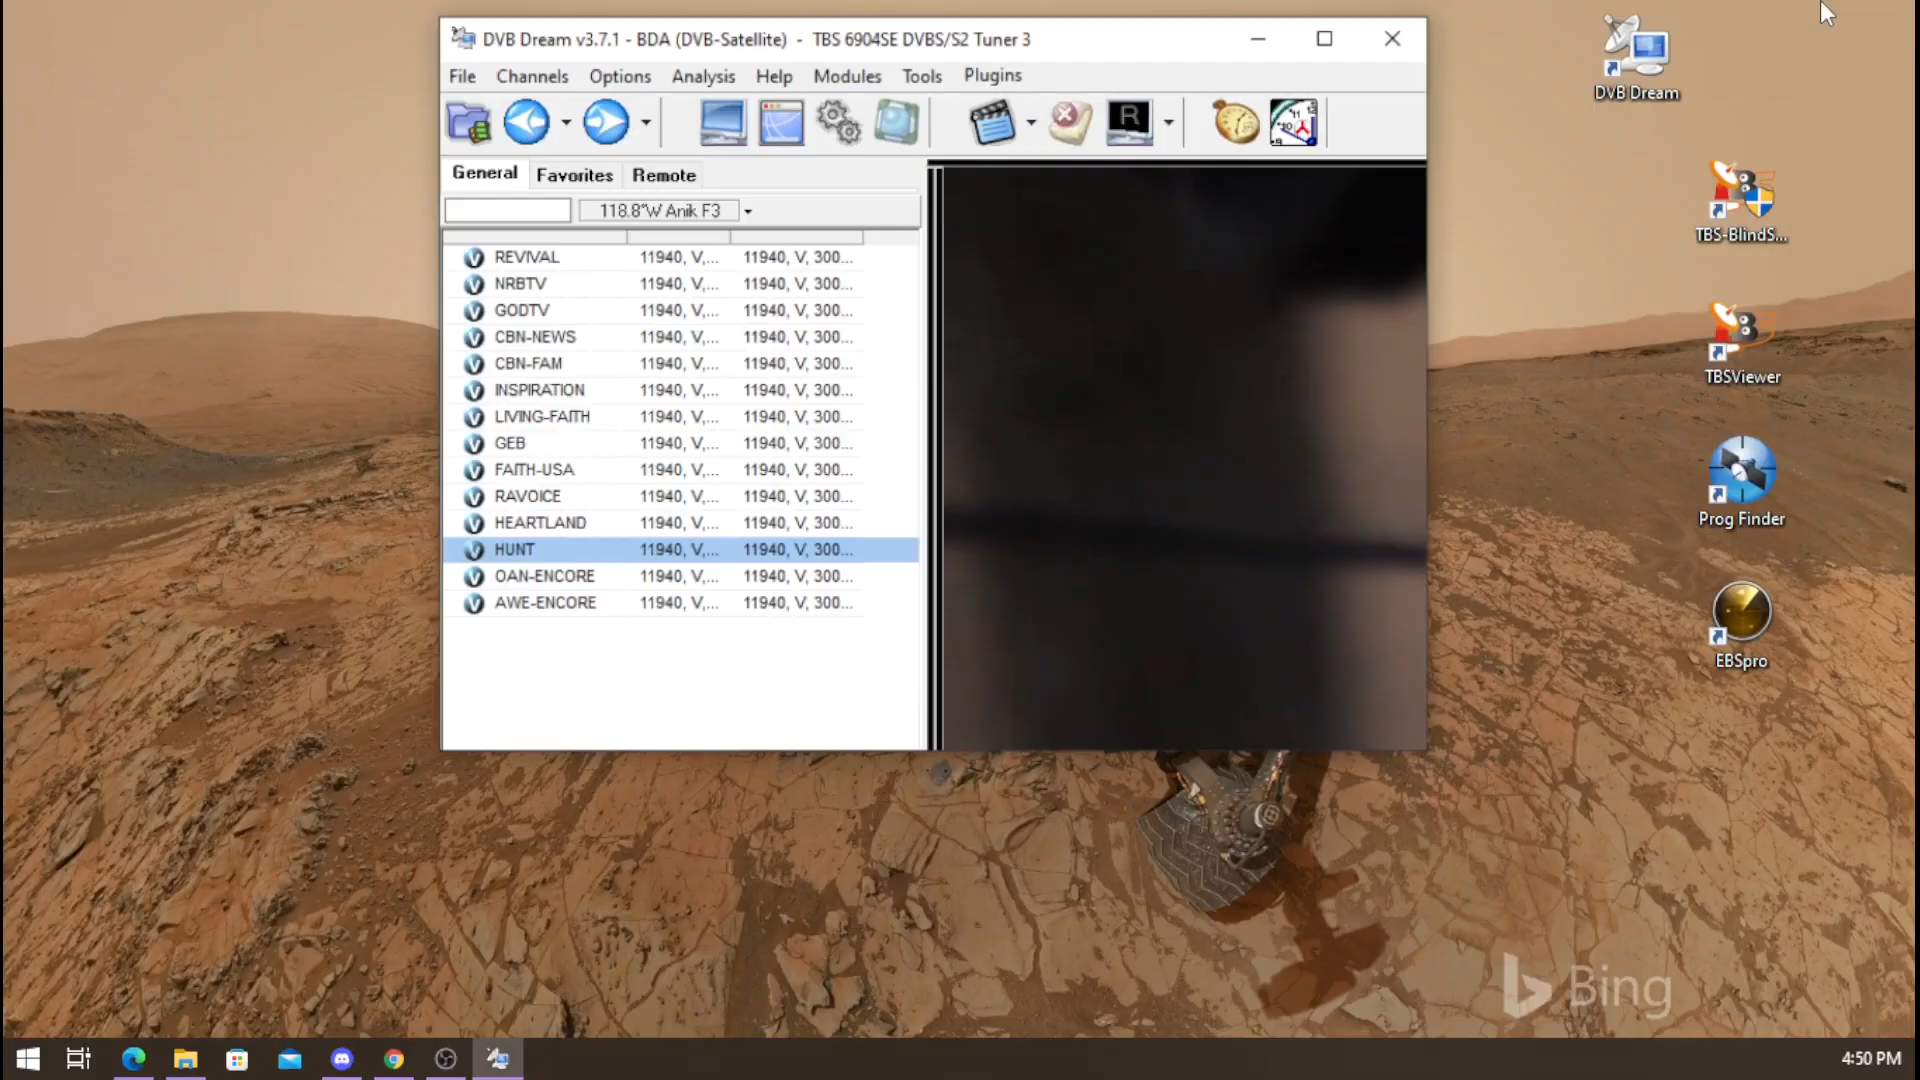 DVB Dream v3.7.1 - BDA (DVB-Satellite) - TBS 6904SE DVBS/S2 Tuner 3
File Channels Options Analysis Help Modules Tools Plugins
R
General Favorites Remote
118.8°W Anik F3
REVIVAL 11940, V,... 11940, V, 300...
NRBTV 11940, V,... 11940, V, 300...
GODTV 11940, V,... 11940, V, 300...
CBN-NEWS 11940, V,... 11940, V, 300...
CBN-FAM 11940, V,... 11940, V, 300...
INSPIRATION 11940, V,... 11940, V, 300...
LIVING-FAITH 11940, V,... 11940, V, 300...
GEB 11940, V,... 11940, V, 300...
FAITH-USA 11940, V,... 11940, V, 300...
RAVOICE 11940, V,... 11940, V, 300...
HEARTLAND 11940, V,... 11940, V, 300...
HUNT 11940, V,... 11940, V, 300...
OAN-ENCORE 11940, V,... 11940, V, 300...
AWE-ENCORE 11940, V,... 11940, V, 300...
DVB Dream
TBS-BlindS...
TBSViewer
Prog Finder
EBSpro
Bing
4:50 PM